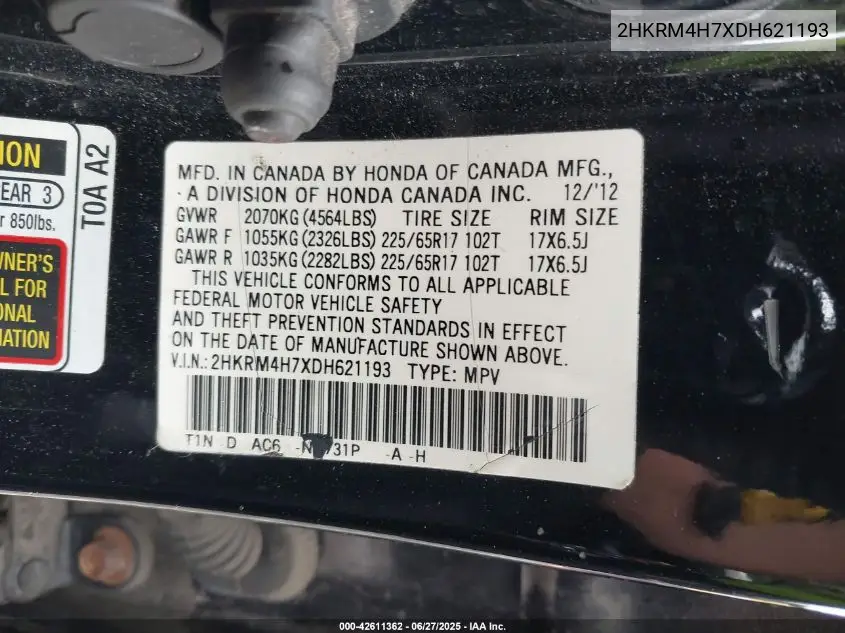 2HKRM4H7XDH621193
ION
EAR 3
r 850lbs.
TOA A2
WNER'S
L FOR
ONAL
MATION
MFD. IN CANADA BY HONDA OF CANADA MFG.,
A DIVISION OF HONDA CANADA INC. 12/'12
GVWR 2070KG (4564LBS) TIRE SIZE RIM SIZE
GAWR F 1055KG (2326LBS) 225/65R17 102T 17X6.5J
GAWR R 1035KG (2282LBS) 225/65R17 102T 17X6.5J
THIS VEHICLE CONFORMS TO ALL APPLICABLE
FEDERAL MOTOR VEHICLE SAFETY
AND THEFT PREVENTION STANDARDS IN EFFECT
ON THE DATE OF MANUFACTURE SHOWN ABOVE.
V.I.N.: 2HKRM4H7XDH621193 TYPE: MPV
T1N D AC6 -A -H
000-42611362 - 06/27/2025 - IAA Inc.